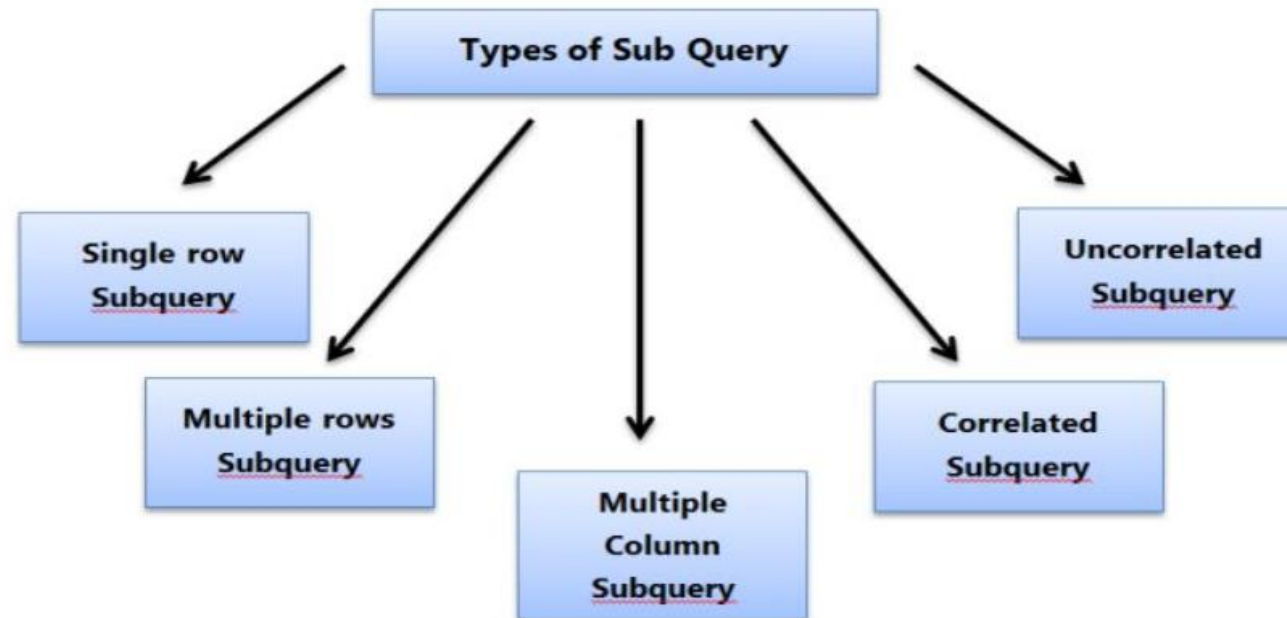 Types of Sub Query
Single row
Subquery
Multiple rows
Subquery
Multiple
Column
Subquery
Correlated
Subquery
Uncorrelated
Subquery